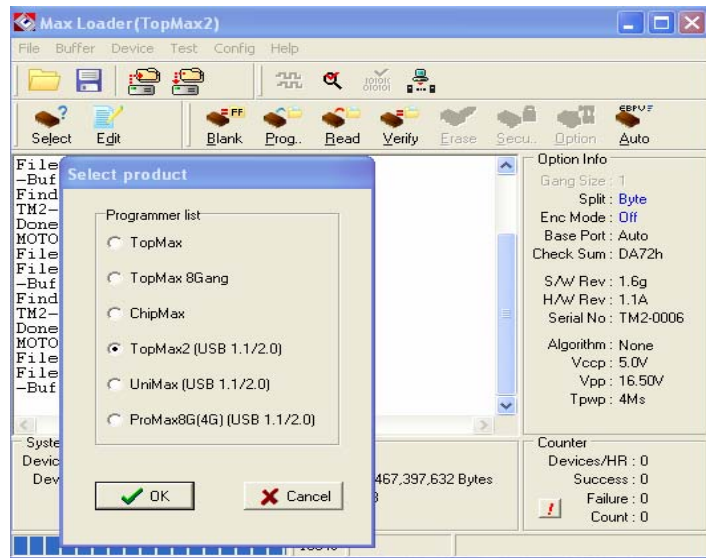 Max Loader(TopMax2)
File Buffer Device Test Config Help
Select Edit Blank Prog.. Read Verify Erase Secu.. Option Auto
File
-Buf
Find
TM2-
Done
MOTO
File
File
-Buf
Find
TM2-
Done
MOTO
File
File
-Buf
Select product
Programmer list
TopMax
TopMax 8Gang
ChipMax
TopMax2 (USB 1.1/2.0)
UniMax (USB 1.1/2.0)
ProMax8G(4G) (USB 1.1/2.0)
OK Cancel
Option Info
Gang Size : 1
Split : Byte
Enc Mode : Off
Base Port : Auto
Check Sum : DA72h
S/W Rev : 1.6g
H/W Rev : 1.1A
Serial No : TM2-0006
Algorithm : None
Vccp : 5.0V
Vpp : 16.50V
Tpwp : 4Ms
Syste
Devic
Dev
467,397,632 Bytes
Counter
Devices/HR : 0
Success : 0
Failure : 0
Count : 0